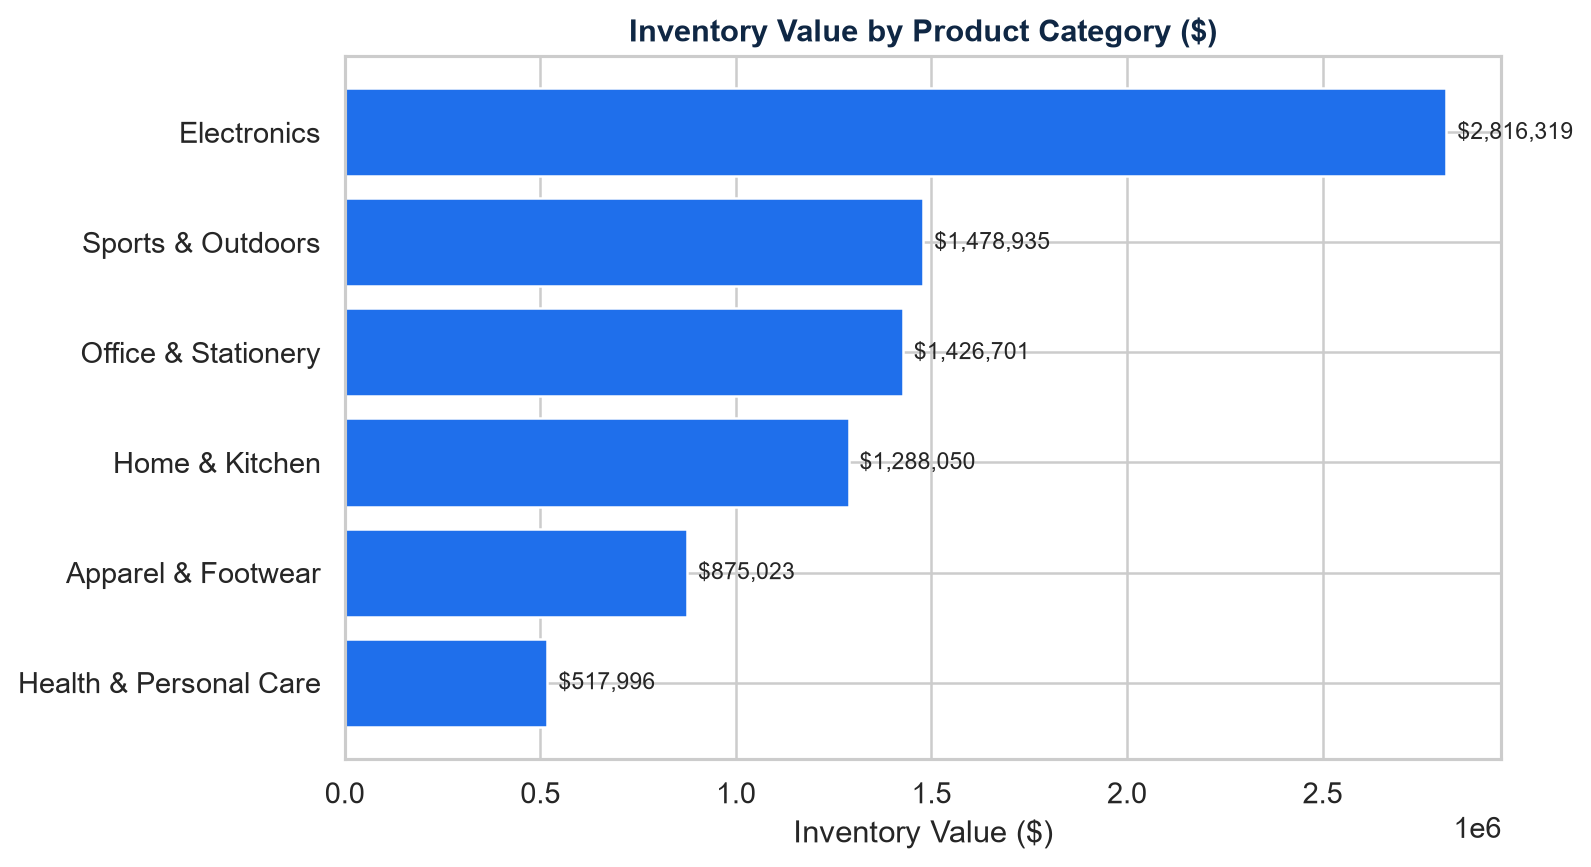 Inventory Value by Product Category ($)
Electronics $2,816,319
Sports & Outdoors $1,478,935
Office & Stationery $1,426,701
Home & Kitchen $1,288,050
Apparel & Footwear $875,023
Health & Personal Care $517,996
0.0 0.5 1.0 1.5 2.0 2.5
1e6
Inventory Value ($)